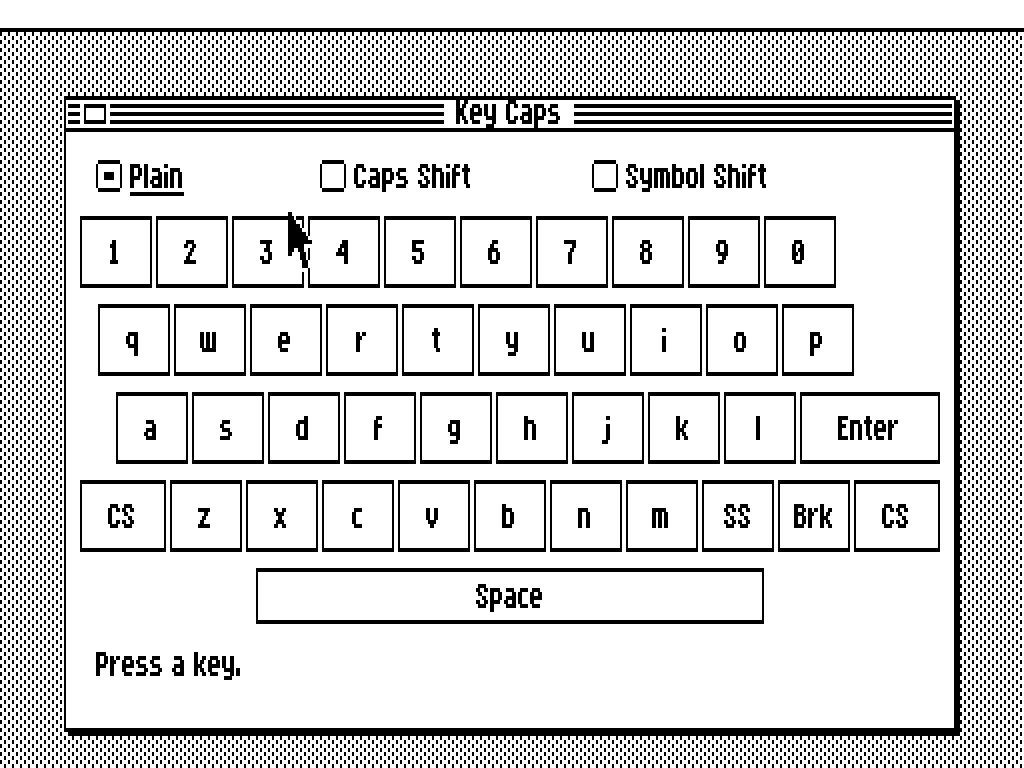 Key Caps
Plain Caps Shift Symbol Shift
1 2 3 4 5 6 7 8 9 0
q w e r t y u i o p
a s d f g h j k l Enter
CS z x c v b n m SS Brk CS
Space
Press a key.